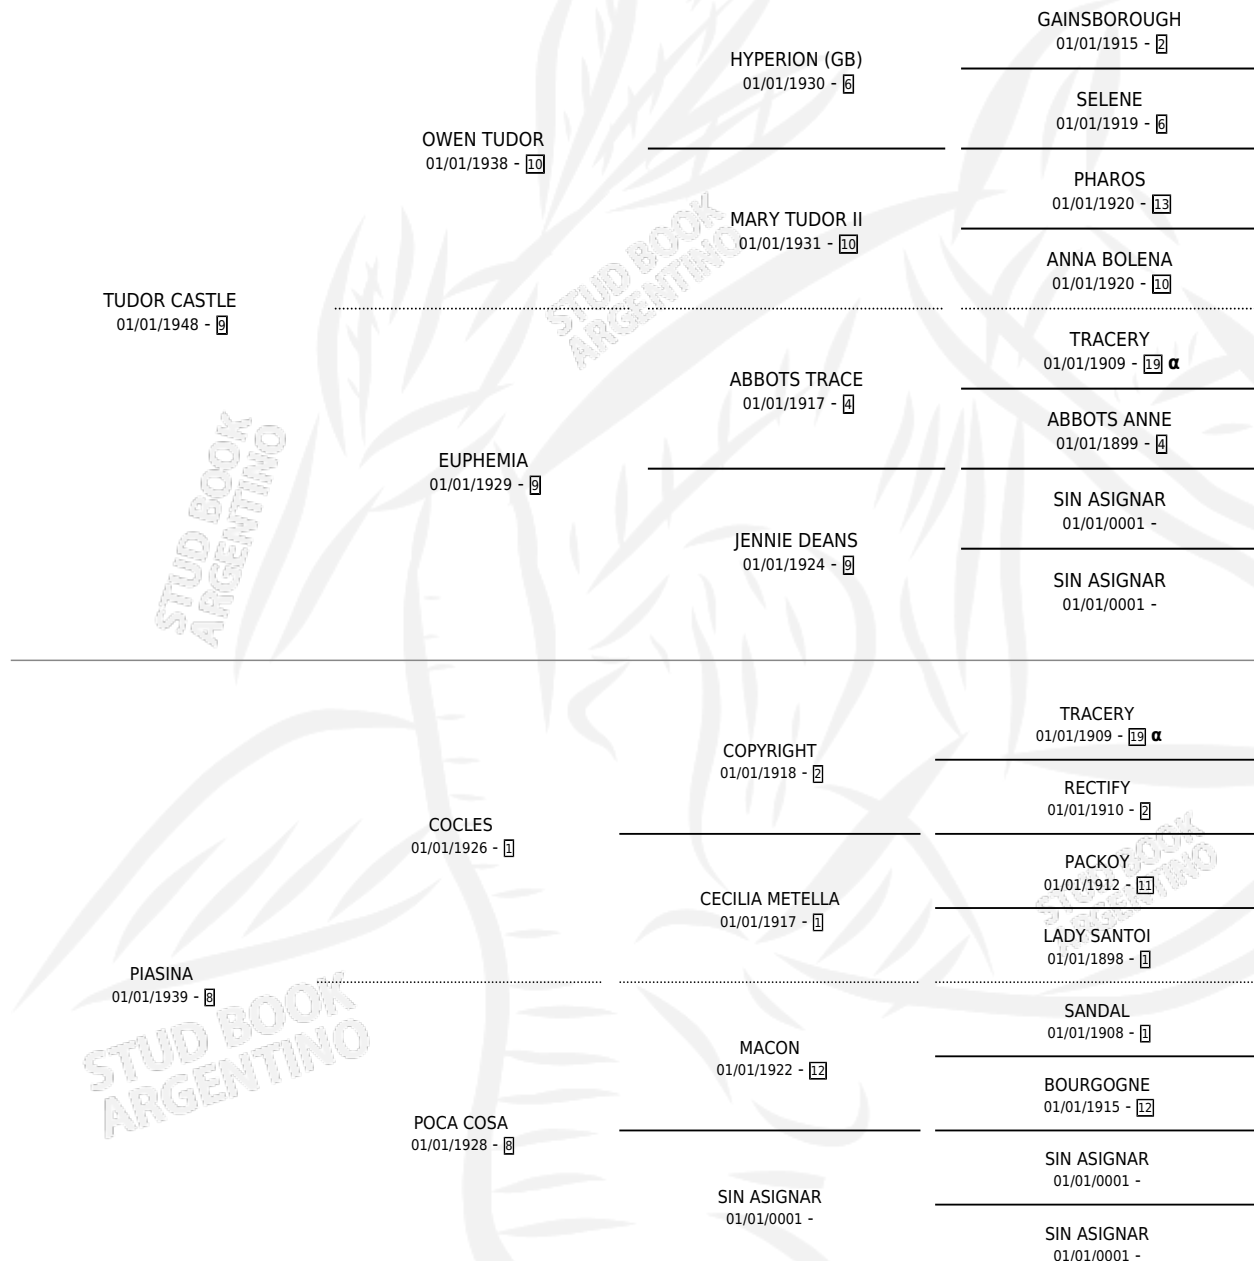 GAINSBOROUGH
01/01/1915 - 2
HYPERION (GB)
01/01/1930 - 6
SELENE
01/01/1919 - 6
OWEN TUDOR
01/01/1938 - 10
PHAROS
01/01/1920 - 13
MARY TUDOR II
01/01/1931 - 10
ANNA BOLENA
01/01/1920 - 10
TUDOR CASTLE
01/01/1948 - 9
TRACERY
01/01/1909 - 19 α
ABBOTS TRACE
01/01/1917 - 4
ABBOTS ANNE
01/01/1899 - 4
EUPHEMIA
01/01/1929 - 9
SIN ASIGNAR
01/01/0001 -
JENNIE DEANS
01/01/1924 - 9
SIN ASIGNAR
01/01/0001 -
TRACERY
01/01/1909 - 19 α
COPYRIGHT
01/01/1918 - 2
RECTIFY
01/01/1910 - 2
COCLES
01/01/1926 - 1
PACKOY
01/01/1912 - 11
CECILIA METELLA
01/01/1917 - 1
LADY SANTOI
01/01/1898 - 1
PIASINA
01/01/1939 - 8
SANDAL
01/01/1908 - 1
MACON
01/01/1922 - 12
BOURGOGNE
01/01/1915 - 12
POCA COSA
01/01/1928 - 8
SIN ASIGNAR
01/01/0001 -
SIN ASIGNAR
01/01/0001 -
SIN ASIGNAR
01/01/0001 -
STUD BOOK
ARGENTINO
STUD BOOK
ARGENTINO
STUD BOOK
ARGENTINO
STUD BOOK
ARGENTINO